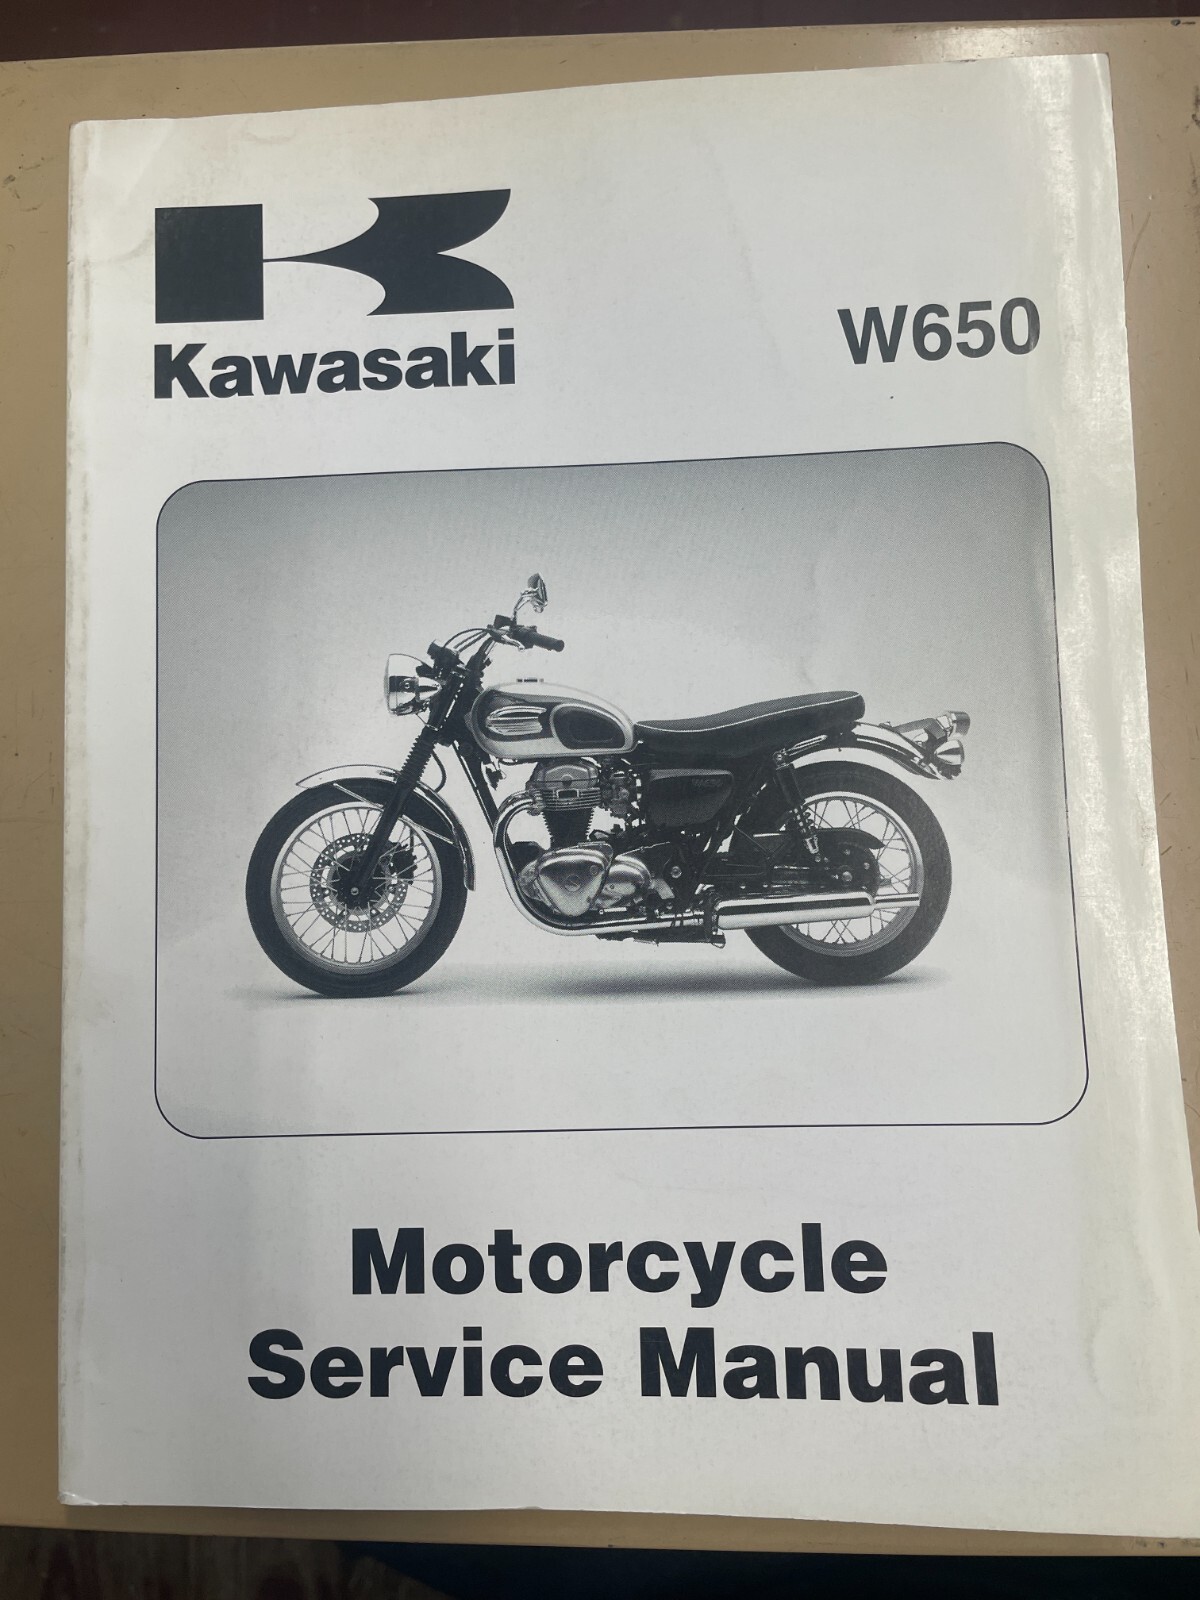 Kawasaki
W650
Motorcycle
Service Manual